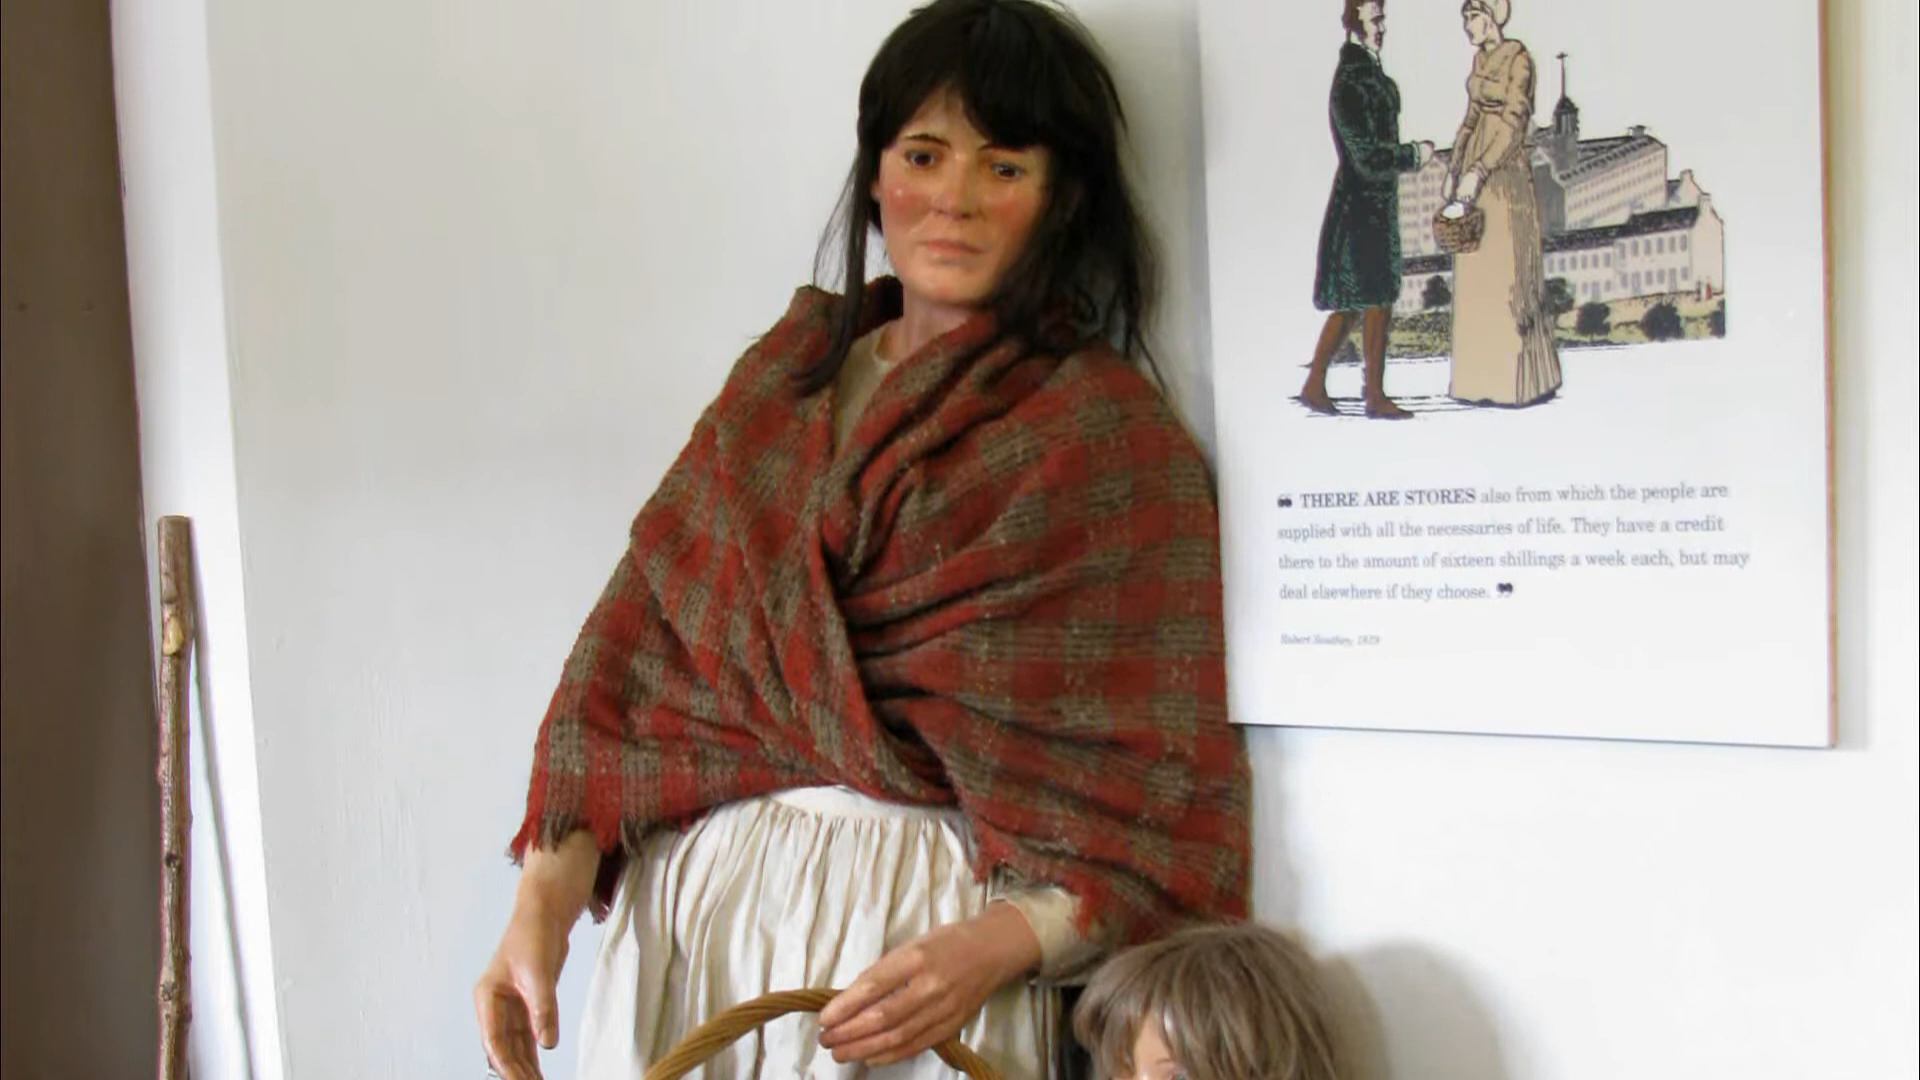 ❝ THERE ARE STORES also from which the people are
supplied with all the necessaries of life. They have a credit
there to the amount of sixteen shillings a week each, but may
deal elsewhere if they choose. ❞
Robert Southey, 1819